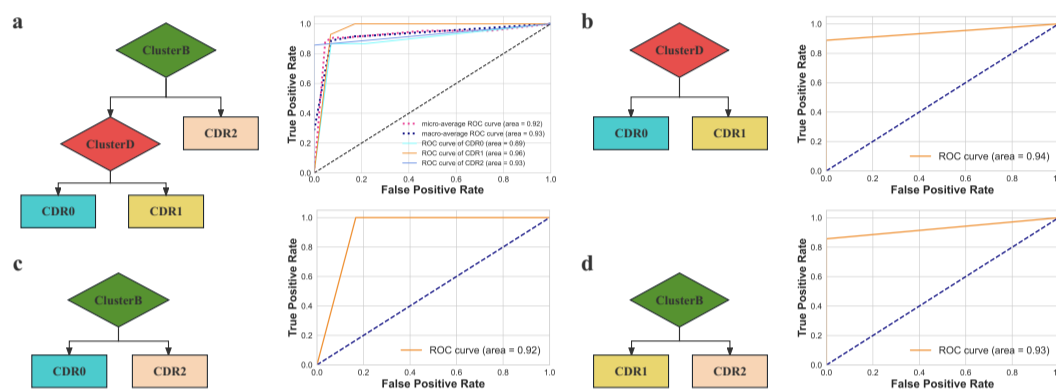 a
ClusterB
ClusterD
CDR2
CDR0
CDR1
True Positive Rate
1.0
0.8
0.6
0.4
0.2
0.0
micro-average ROC curve (area = 0.92)
macro-average ROC curve (area = 0.93)
ROC curve of CDR0 (area = 0.89)
ROC curve of CDR1 (area = 0.96)
ROC curve of CDR2 (area = 0.93)
0.0 0.2 0.4 0.6 0.8 1.0
False Positive Rate
b
ClusterD
CDR0
CDR1
True Positive Rate
1.0
0.8
0.6
0.4
0.2
0.0
ROC curve (area = 0.94)
0.0 0.2 0.4 0.6 0.8
False Positive Rate
c
ClusterB
CDR0
CDR2
True Positive Rate
1.0
0.8
0.6
0.4
0.2
0.0
ROC curve (area = 0.92)
0.0 0.2 0.4 0.6 0.8 1.0
False Positive Rate
d
ClusterB
CDR1
CDR2
True Positive Rate
1.0
0.8
0.6
0.4
0.2
0.0
ROC curve (area = 0.93)
0.0 0.2 0.4 0.6 0.8
False Positive Rate